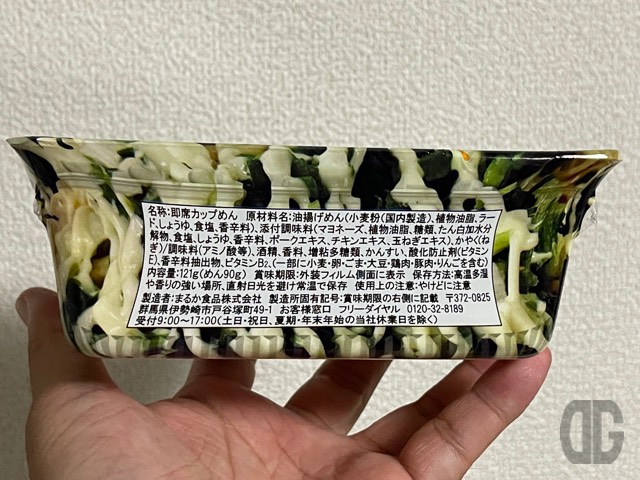 名称:即席カップめん 原材料名:油揚げめん(小麦粉(国内製造)、植物油脂、ラー
ド、しょうゆ、食塩、香辛料)、添付調味料(マヨネーズ、植物油脂、糖類、たん白加水分
解物、食塩、しょうゆ、香辛料、ポークエキス、チキンエキス、玉ねぎエキス)、かやく(ね
ぎ)/調味料(アミノ酸等)、酒精、香料、増粘多糖類、かんすい、酸化防止剤(ビタミン
E)、香辛料抽出物、ビタミンB₂、(一部に小麦・卵・ごま・大豆・鶏肉・豚肉・りんごを含む)
内容量:121g(めん90g) 賞味期限:外装フィルム側面に表示 保存方法:高温多湿
や香りの強い場所、直射日光を避け常温で保存 使用上の注意:やけどに注意
製造者:まるか食品株式会社 製造所固有記号:賞味期限の右側に記載 〒372-0825
群馬県伊勢崎市戸谷塚町49-1 お客様窓口 フリーダイヤル 0120-32-8189
受付9:00〜17:00(土日・祝日、夏期・年末年始の当社休業日を除く)
DG